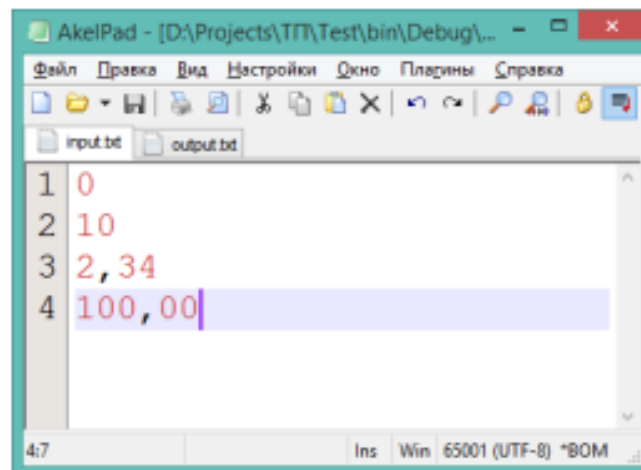 AkelPad - [D:\Projects\ТП\Test\bin\Debug\...
Файл Правка Вид Настройки Окно Плагины Справка
input.txt output.txt
1 0
2 10
3 2,34
4 100,00
4:7 Ins Win 65001 (UTF-8) *BOM